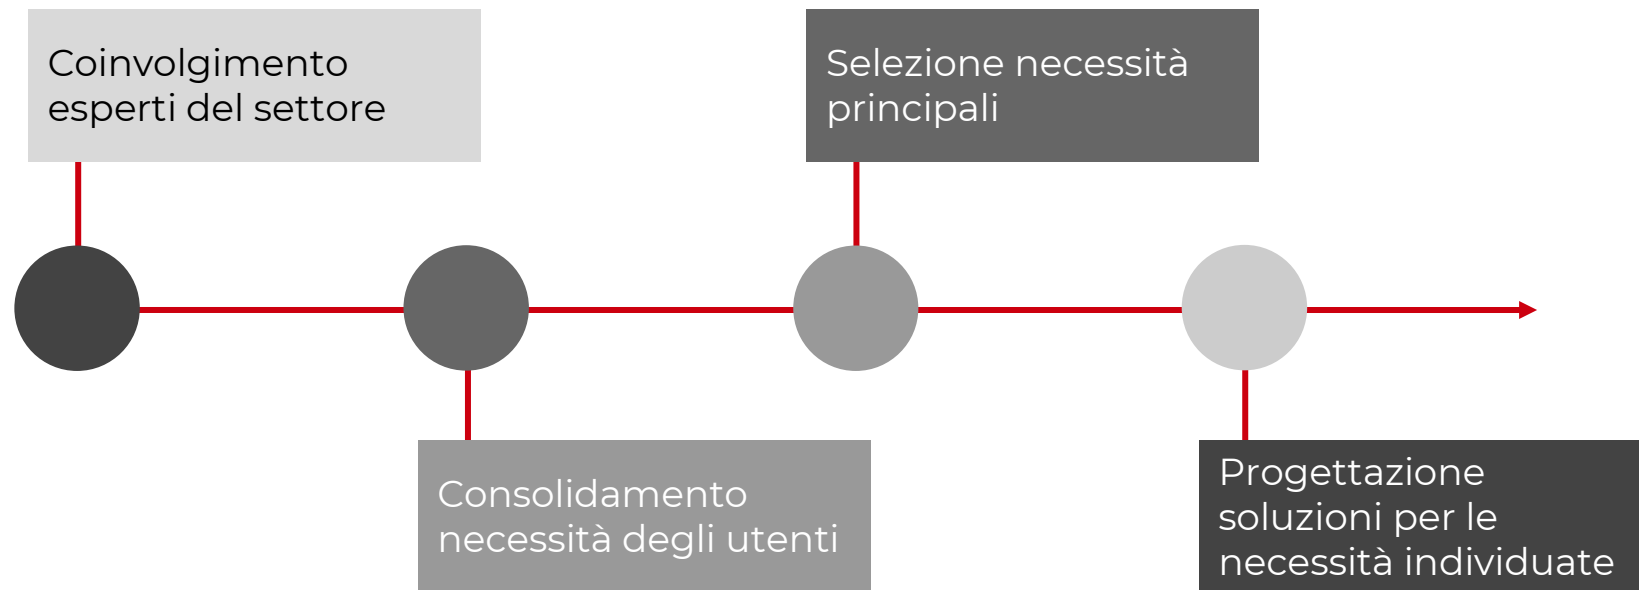 Coinvolgimento
esperti del settore
Consolidamento
necessità degli utenti
Selezione necessità
principali
Progettazione
soluzioni per le
necessità individuate